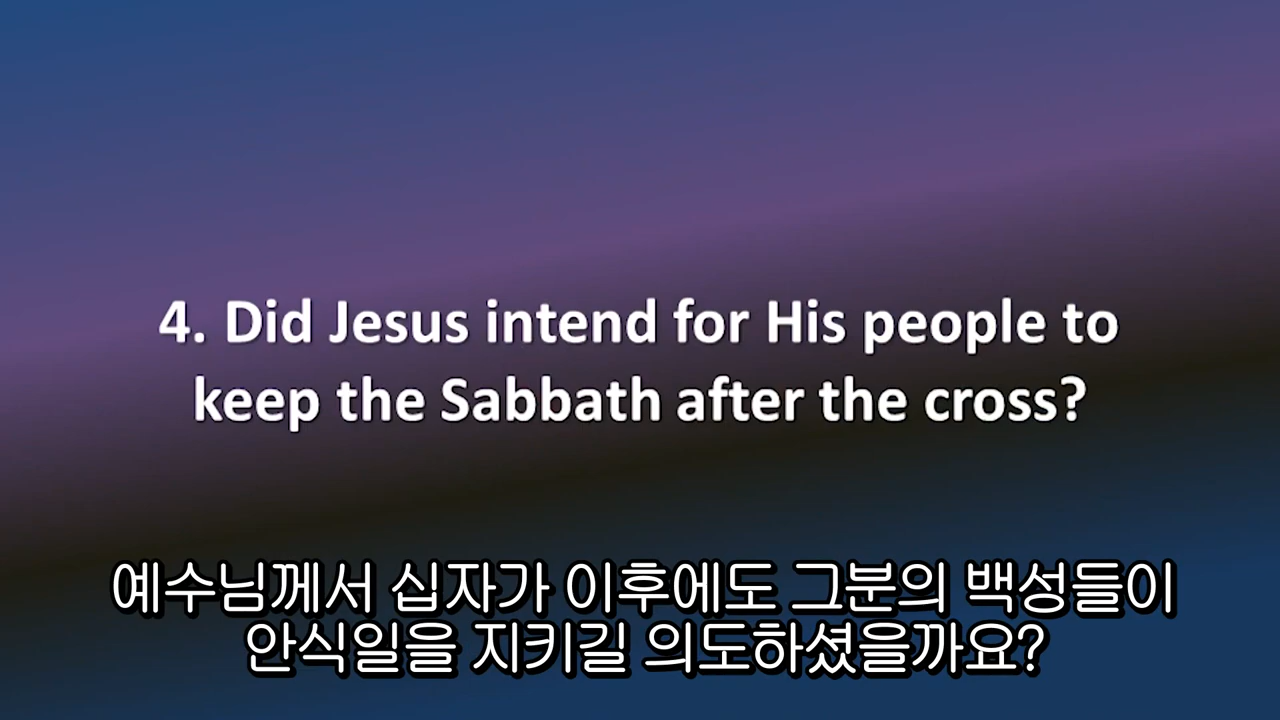 4. Did Jesus intend for His people to
keep the Sabbath after the cross?
예수님께서 십자가 이후에도 그분의 백성들이
안식일을 지키길 의도하셨을까요?